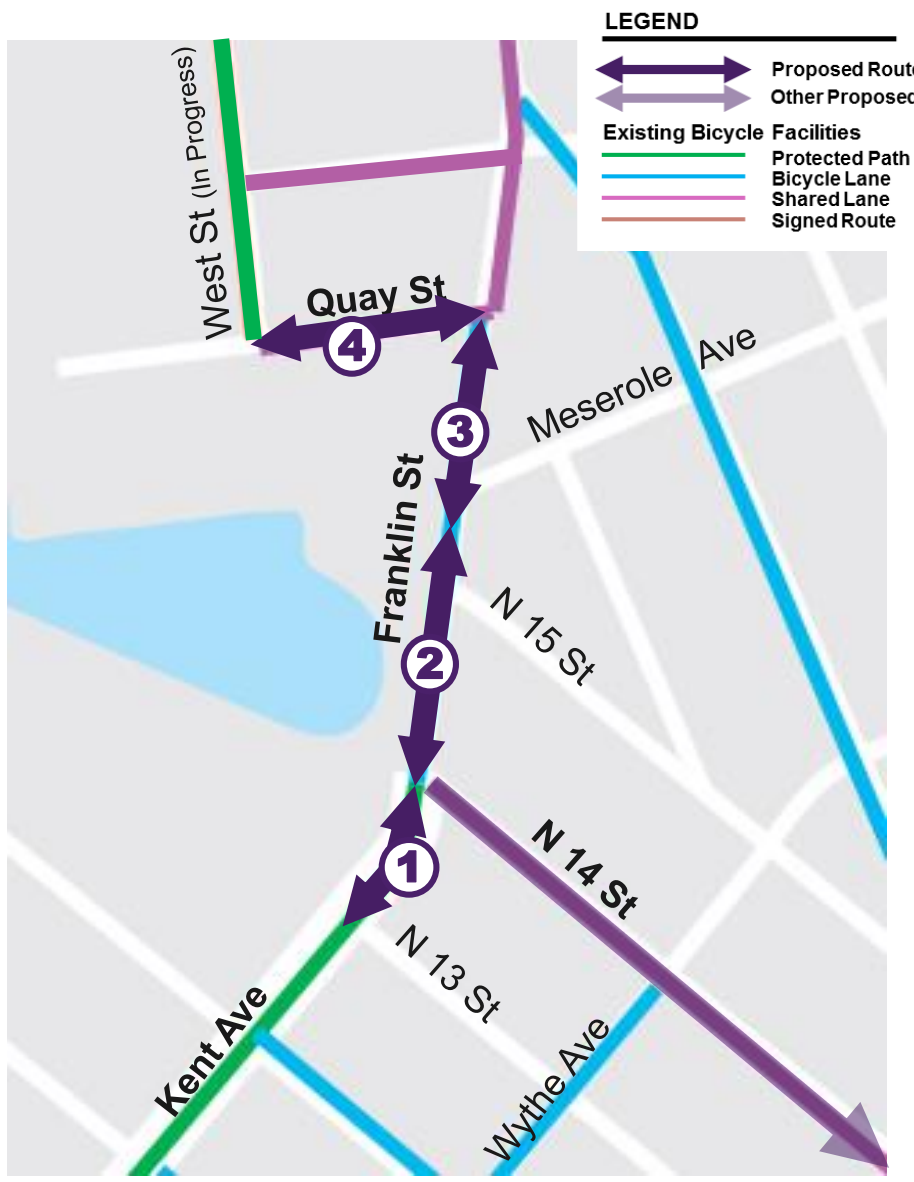 LEGEND
Proposed Route
Other Proposed
Existing Bicycle Facilities
Protected Path
Bicycle Lane
Shared Lane
Signed Route
West St (In Progress)
Quay St
4
3
Meserole Ave
Franklin St
N 15 St
2
1
N 14 St
N 13 St
Kent Ave
Wythe Ave